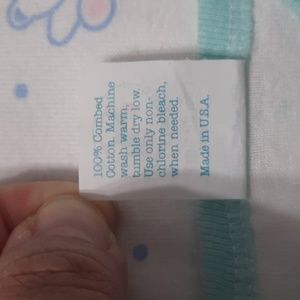 100% Combed
Cotton. Machine
wash warm,
tumble dry low.
Use only non-
chlorine bleach,
when needed.
Made in U.S.A.